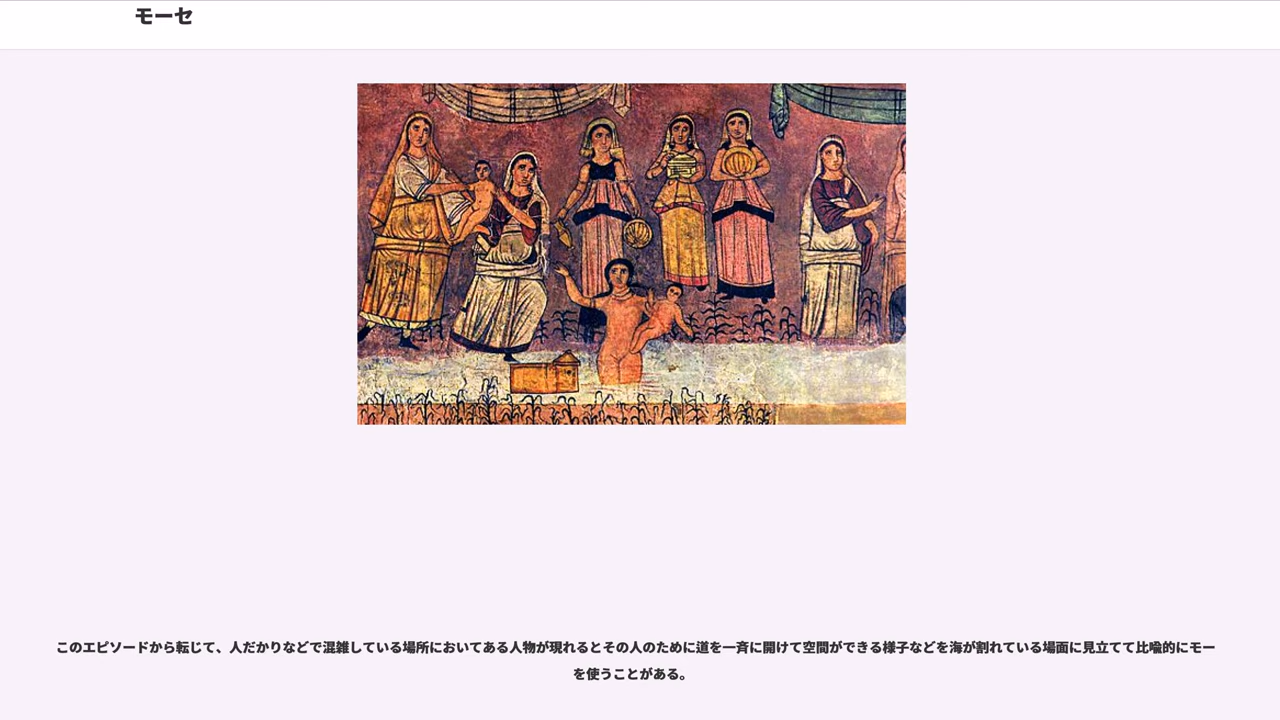 モーセ
このエピソードから転じて、人だかりなどで混雑している場所においてある人物が現れるとその人のために道を一斉に開けて空間ができる様子などを海が割れている場面に見立てて比喩的にモー
を使うことがある。